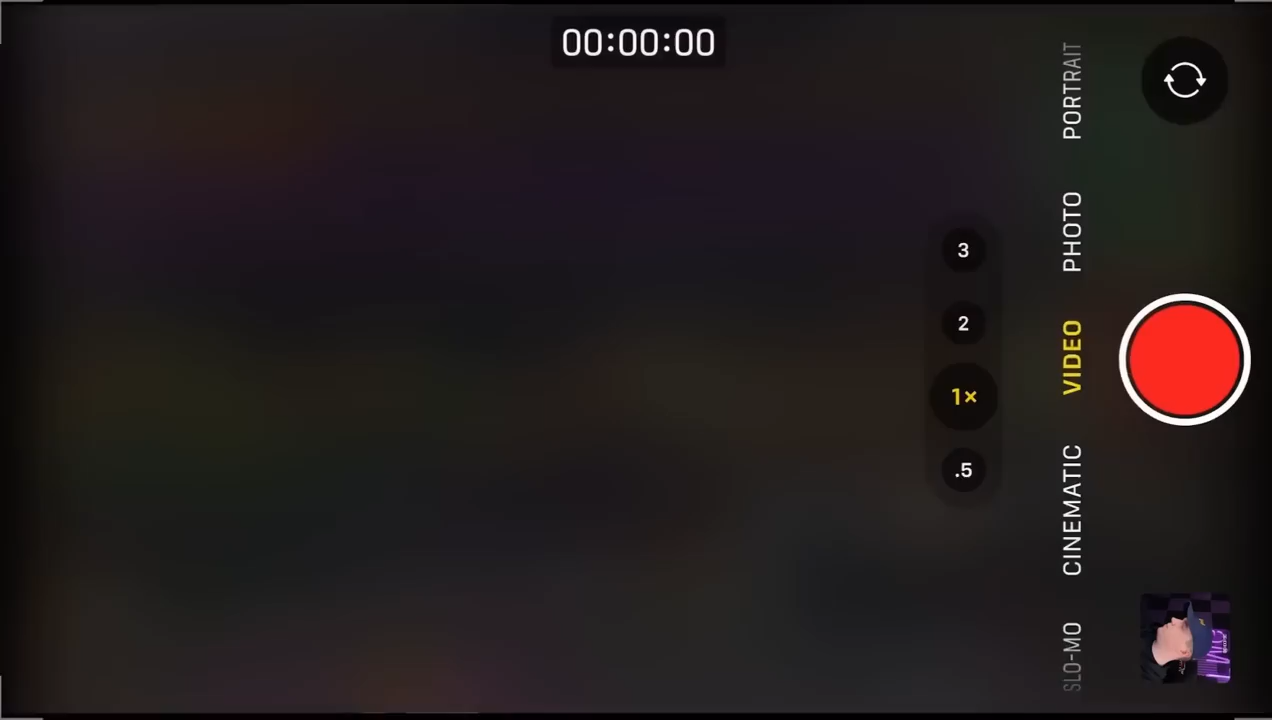 00:00:00
PORTRAIT
PHOTO
VIDEO
CINEMATIC
SLO-MO
3
2
1×
.5